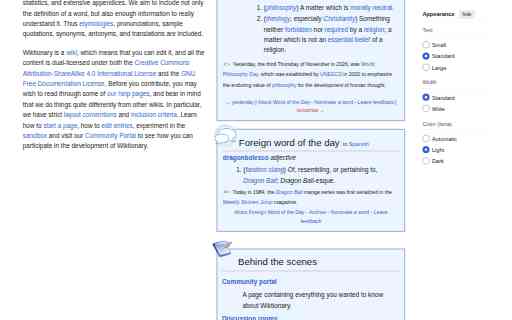 statistics, and extensive appendices. We aim to include not only
the definition of a word, but also enough information to really
understand it. Thus etymologies, pronunciations, sample
quotations, synonyms, antonyms, and translations are included.
Wiktionary is a wiki, which means that you can edit it, and all the
content is dual-licensed under both the Creative Commons
Attribution-ShareAlike 4.0 International License and the GNU
Free Documentation License. Before you contribute, you may
wish to read through some of our help pages, and bear in mind
that we do things quite differently from other wikis. In particular,
we have strict layout conventions and inclusion criteria. Learn
how to start a page, how to edit entries, experiment in the
sandbox and visit our Community Portal to see how you can
participate in the development of Wiktionary.
1. (philosophy) A matter which is morally neutral.
2. (theology, especially Christianity) Something
neither forbidden nor required by a religion; a
matter which is not an essential belief of a
religion.
Yesterday, the third Thursday of November in 2026, was World
Philosophy Day, which was established by UNESCO in 2002 to emphasize
the enduring value of philosophy for the development of human thought.
← yesterday | About Word of the Day • Nominate a word • Leave feedback |
tomorrow →
Foreign word of the day in Spanish
dragonbolesco adjective
1. (fandom slang) Of, resembling, or pertaining to,
Dragon Ball; Dragon Ball-esque.
Today in 1984, the Dragon Ball manga series was first serialized in the
Weekly Shonen Jump magazine.
About Foreign Word of the Day • Archive • Nominate a word • Leave
feedback
Behind the scenes
Community portal
A page containing everything you wanted to know
about Wiktionary.
Discussion rooms
Appearance hide
Text
Small
Standard
Large
Width
Standard
Wide
Color (beta)
Automatic
Light
Dark